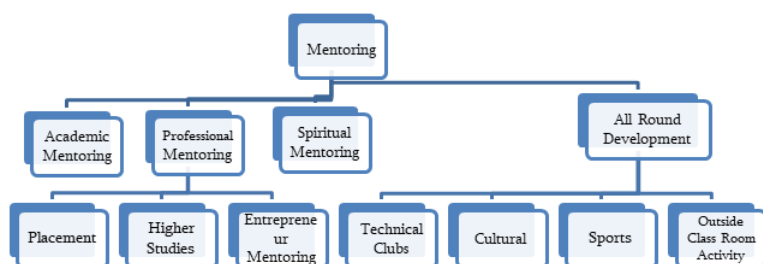 Mentoring
Academic
Mentoring
Professional
Mentoring
Spiritual
Mentoring
All Round
Development
Placement
Higher
Studies
Entreprene
ur
Mentoring
Technical
Clubs
Cultural
Sports
Outside
Class Room
Activity